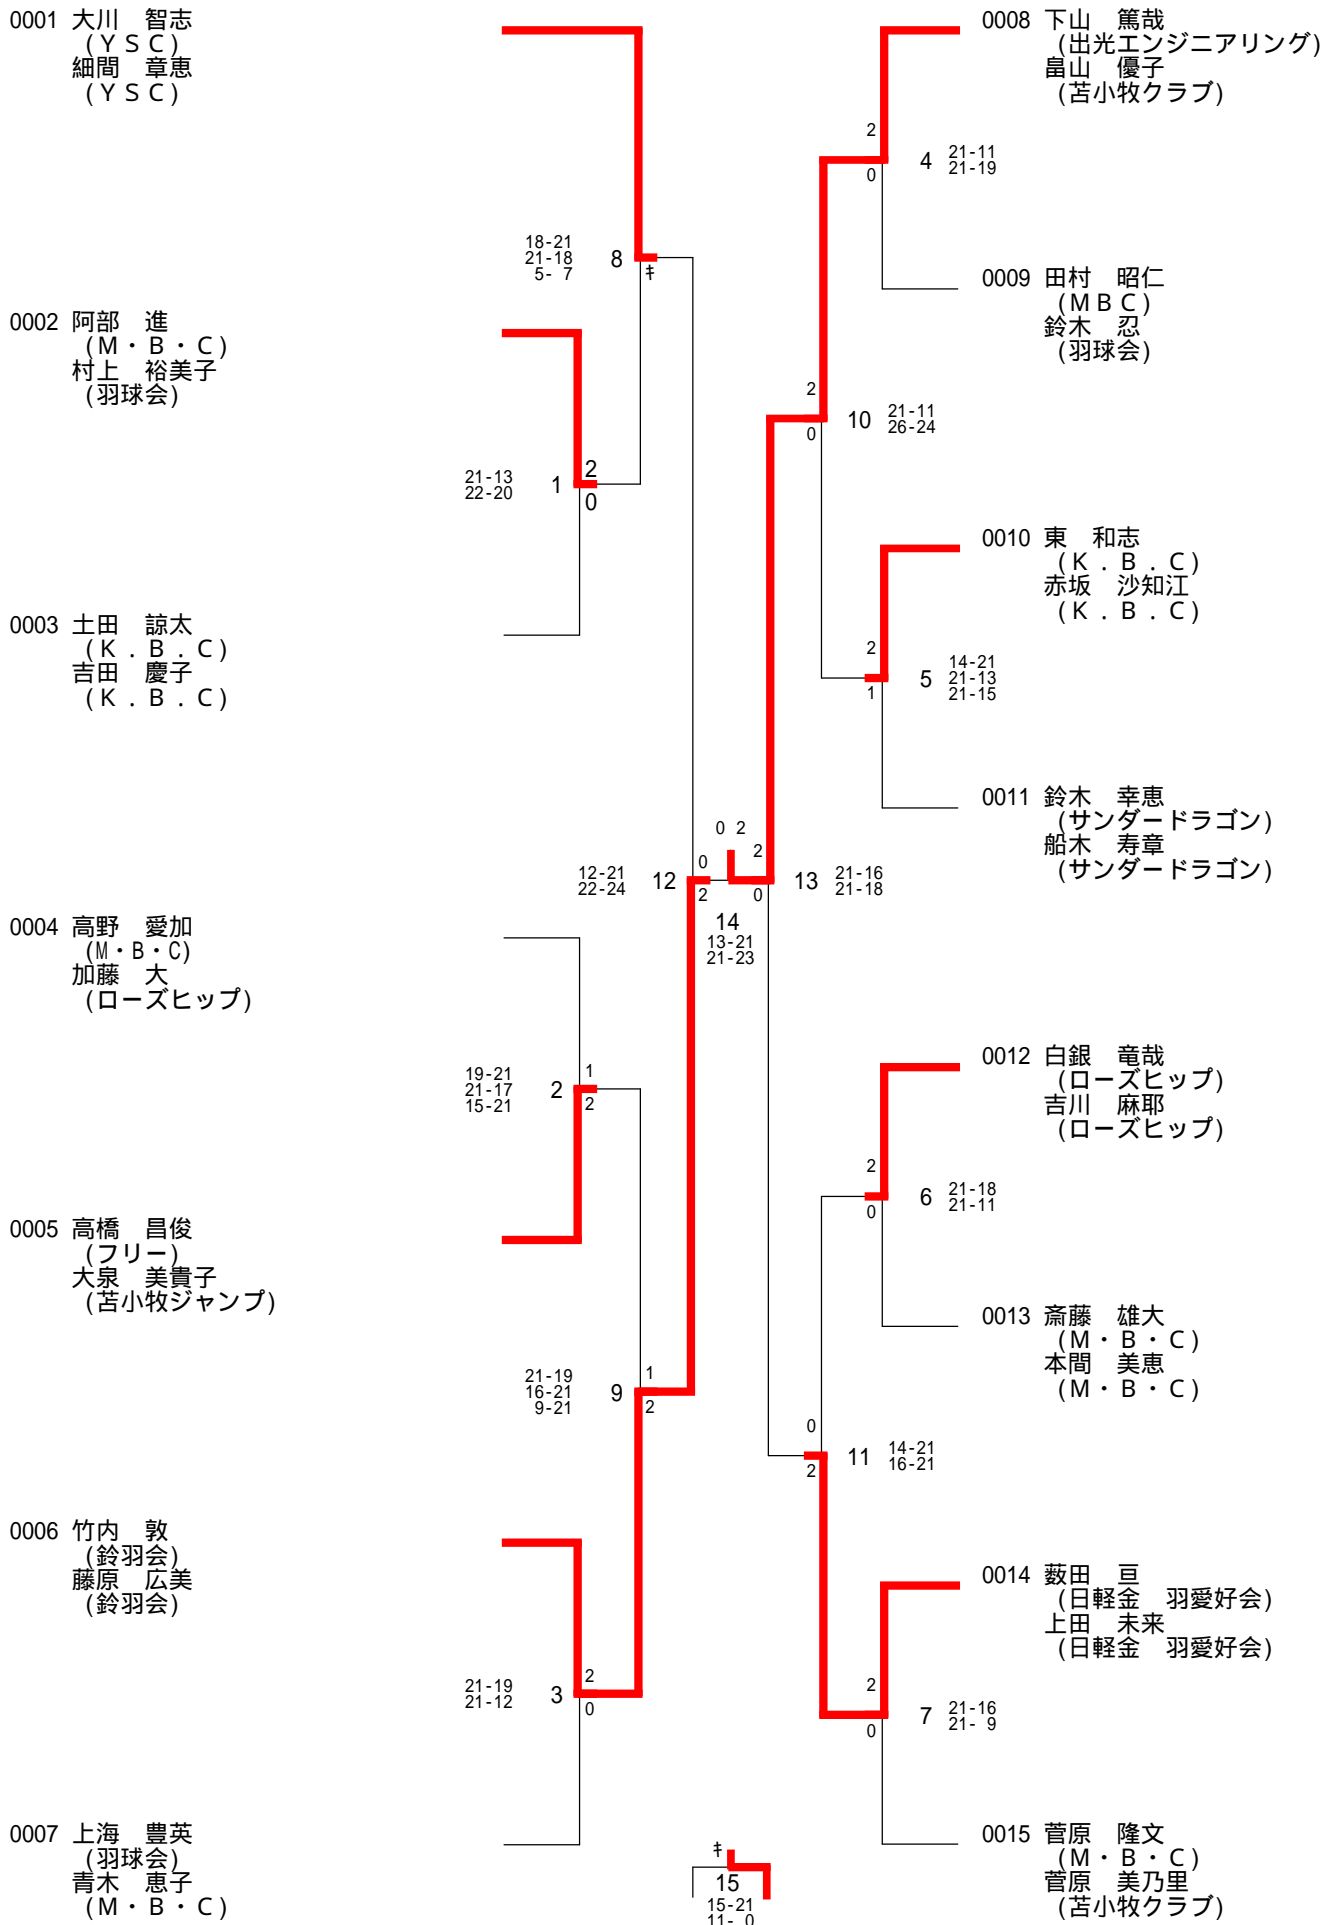 0001 大川　智志
(ＹＳＣ)
細間　章恵
(ＹＳＣ)
18-21
21-18
5- 7
8
ｷ
0002 阿部　進
(Ｍ・Ｂ・Ｃ)
村上　裕美子
(羽球会)
21-13
22-20
1
2
0
0003 土田　諒太
(Ｋ．Ｂ．Ｃ)
吉田　慶子
(Ｋ．Ｂ．Ｃ)
12-21
22-24
12
0
2
0004 高野　愛加
(M・B・C)
加藤　大
(ローズヒップ)
19-21
21-17
15-21
2
1
2
0005 高橋　昌俊
(フリー)
大泉　美貴子
(苫小牧ジャンプ)
21-19
16-21
9-21
9
1
2
0006 竹内　敦
(鈴羽会)
藤原　広美
(鈴羽会)
21-19
21-12
3
2
0
0007 上海　豊英
(羽球会)
青木　恵子
(Ｍ・Ｂ・Ｃ)
0 2
14
13-21
21-23
ｷ
15
15-21
11- 0
0008 下山　篤哉
(出光エンジニアリング)
畠山　優子
(苫小牧クラブ)
2
0
4
21-11
21-19
0009 田村　昭仁
(ＭＢＣ)
鈴木　忍
(羽球会)
2
0
10
21-11
26-24
0010 東　和志
(Ｋ．Ｂ．Ｃ)
赤坂　沙知江
(Ｋ．Ｂ．Ｃ)
2
1
5
14-21
21-13
21-15
0011 鈴木　幸恵
(サンダードラゴン)
船木　寿章
(サンダードラゴン)
2
0
13
21-16
21-18
0012 白銀　竜哉
(ローズヒップ)
吉川　麻耶
(ローズヒップ)
2
0
6
21-18
21-11
0013 斎藤　雄大
(Ｍ・Ｂ・Ｃ)
本間　美恵
(Ｍ・Ｂ・Ｃ)
0
2
11
14-21
16-21
0014 薮田　亘
(日軽金　羽愛好会)
上田　未来
(日軽金　羽愛好会)
2
0
7
21-16
21- 9
0015 菅原　隆文
(Ｍ・Ｂ・Ｃ)
菅原　美乃里
(苫小牧クラブ)